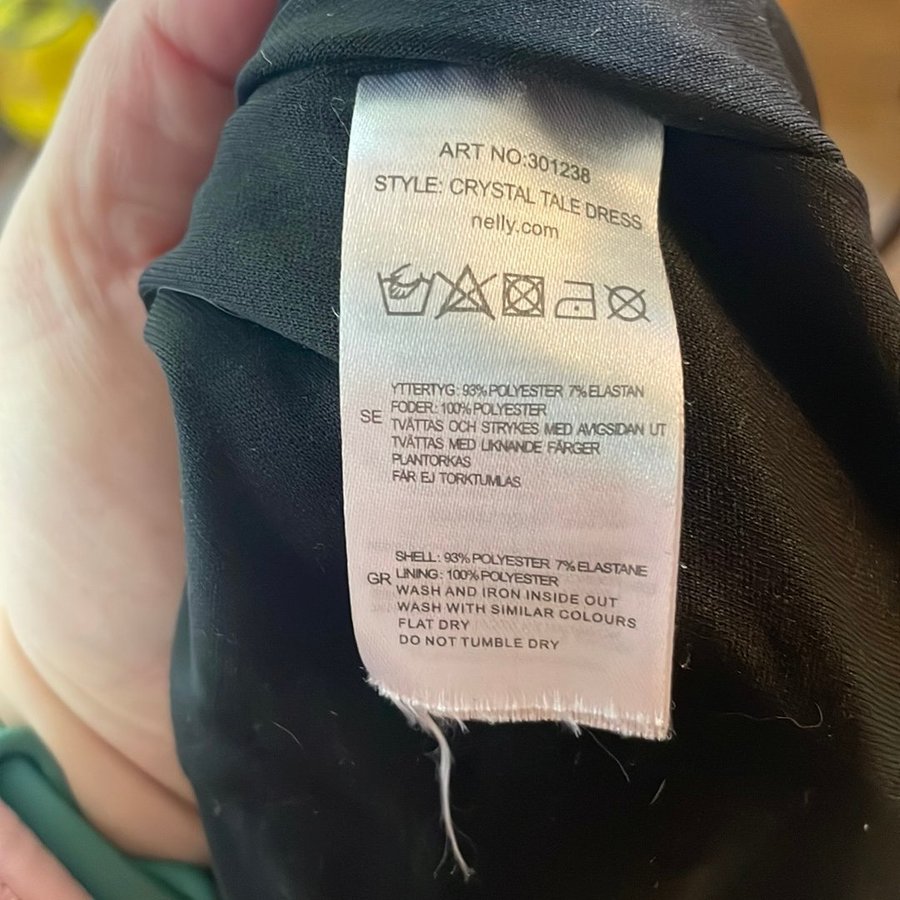 ART NO:301238
STYLE: CRYSTAL TALE DRESS
nelly.com
SE
YTTERTYG: 93% POLYESTER 7% ELASTAN
FODER: 100% POLYESTER
TVÄTTAS OCH STRYKES MED AVIGSIDAN UT
TVÄTTAS MED LIKNANDE FÄRGER
PLANTORKAS
FÄR EJ TORKTUMLAS
GR
SHELL: 93% POLYESTER 7% ELASTANE
LINING: 100% POLYESTER
WASH AND IRON INSIDE OUT
WASH WITH SIMILAR COLOURS
FLAT DRY
DO NOT TUMBLE DRY